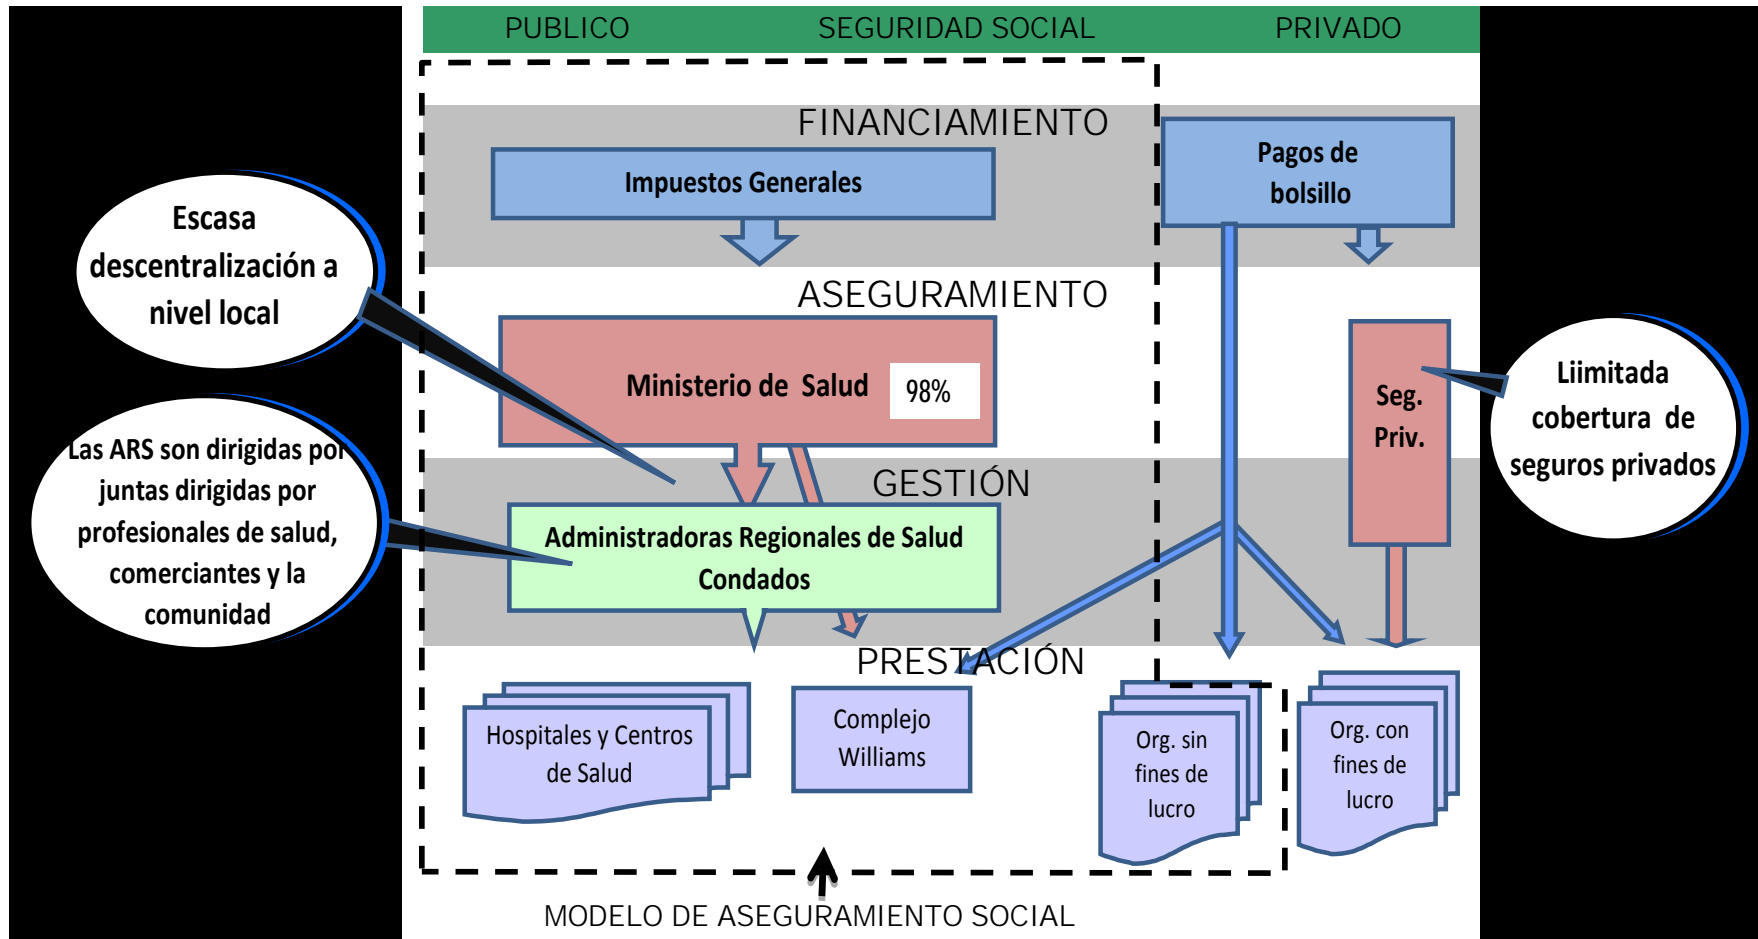 PUBLICO SEGURIDAD SOCIAL PRIVADO
FINANCIAMIENTO
Impuestos Generales
Pagos de
bolsillo
Escasa
descentralización a
nivel local
ASEGURAMIENTO
Ministerio de Salud 98%
Seg.
Priv.
Liimitada
cobertura de
seguros privados
Las ARS son dirigidas por
juntas dirigidas por
profesionales de salud,
comerciantes y la
comunidad
GESTIÓN
Administradoras Regionales de Salud
Condados
PRESTACIÓN
Hospitales y Centros
de Salud
Complejo
Williams
Org. sin
fines de
lucro
Org. con
fines de
lucro
MODELO DE ASEGURAMIENTO SOCIAL